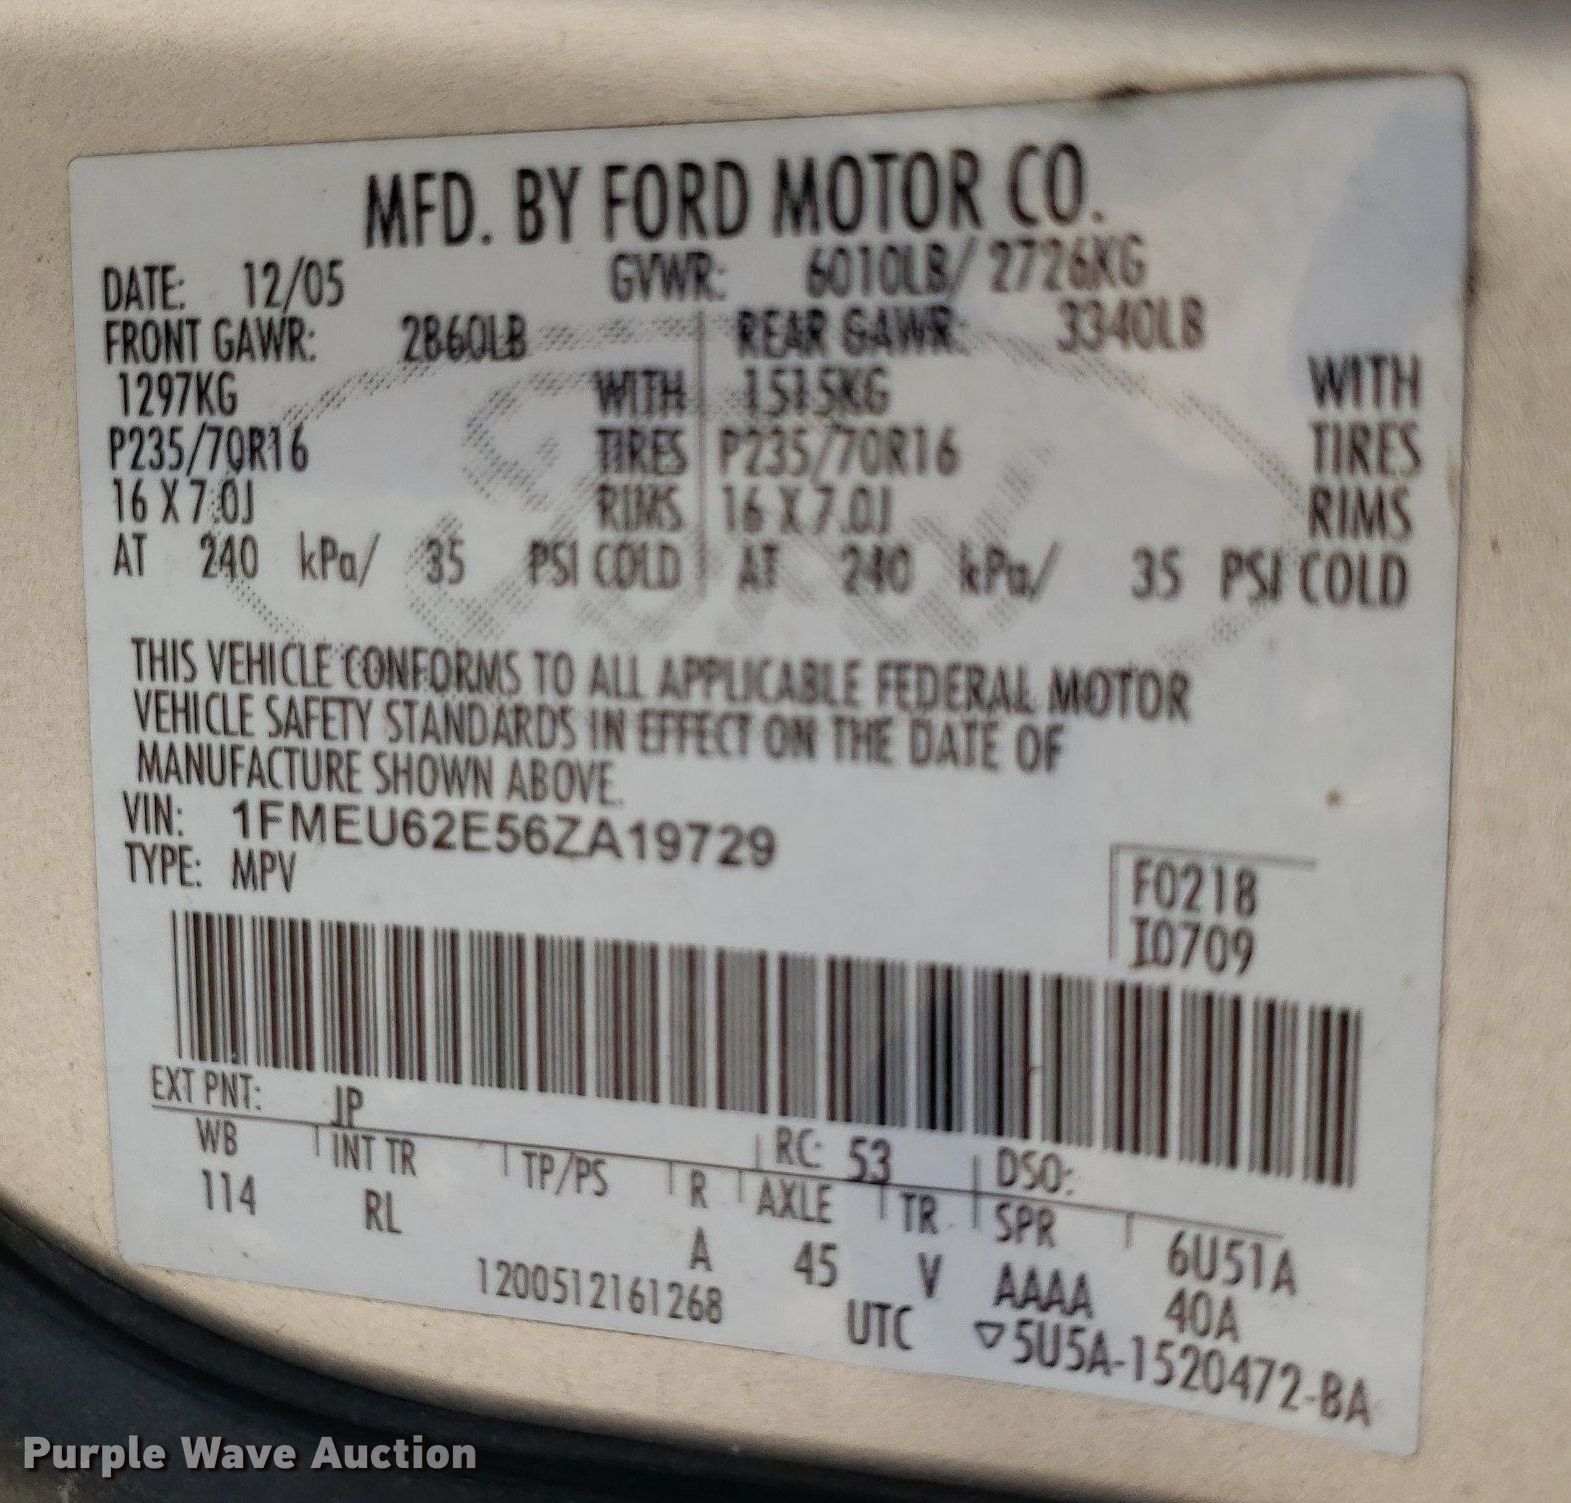 MFD. BY FORD MOTOR CO.
DATE: 12/05 GVWR: 6010LB/ 2726KG
FRONT GAWR: 2860LB REAR GAWR: 3340LB
1297KG WITH 1515KG WITH
P235/70R16 TIRES P235/70R16 TIRES
16 X 7.0J RIMS 16 X 7.0J RIMS
AT 240 kPa/ 35 PSI COLD AT 240 kPa/ 35 PSI COLD
THIS VEHICLE CONFORMS TO ALL APPLICABLE FEDERAL MOTOR
VEHICLE SAFETY STANDARDS IN EFFECT ON THE DATE OF
MANUFACTURE SHOWN ABOVE.
VIN: 1FMEU62E56ZA19729
TYPE: MPV
F0218
I0709
EXT PNT: JP RC: 53 DSO:
WB INT TR TP/PS R AXLE TR SPR 6U51A
114 RL A 45 V AAAA 40A
1200512161268 UTC ▽5U5A-1520472-BA
Purple Wave Auction